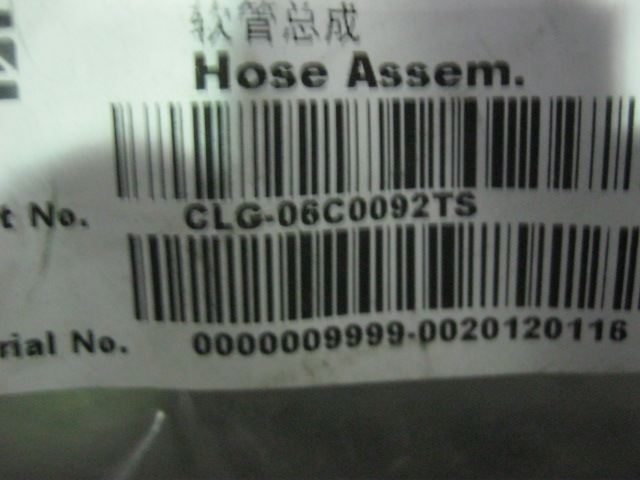 软管总成
Hose Assem.
t No. CLG-06C0092TS
rial No. 0000009999-0020120116